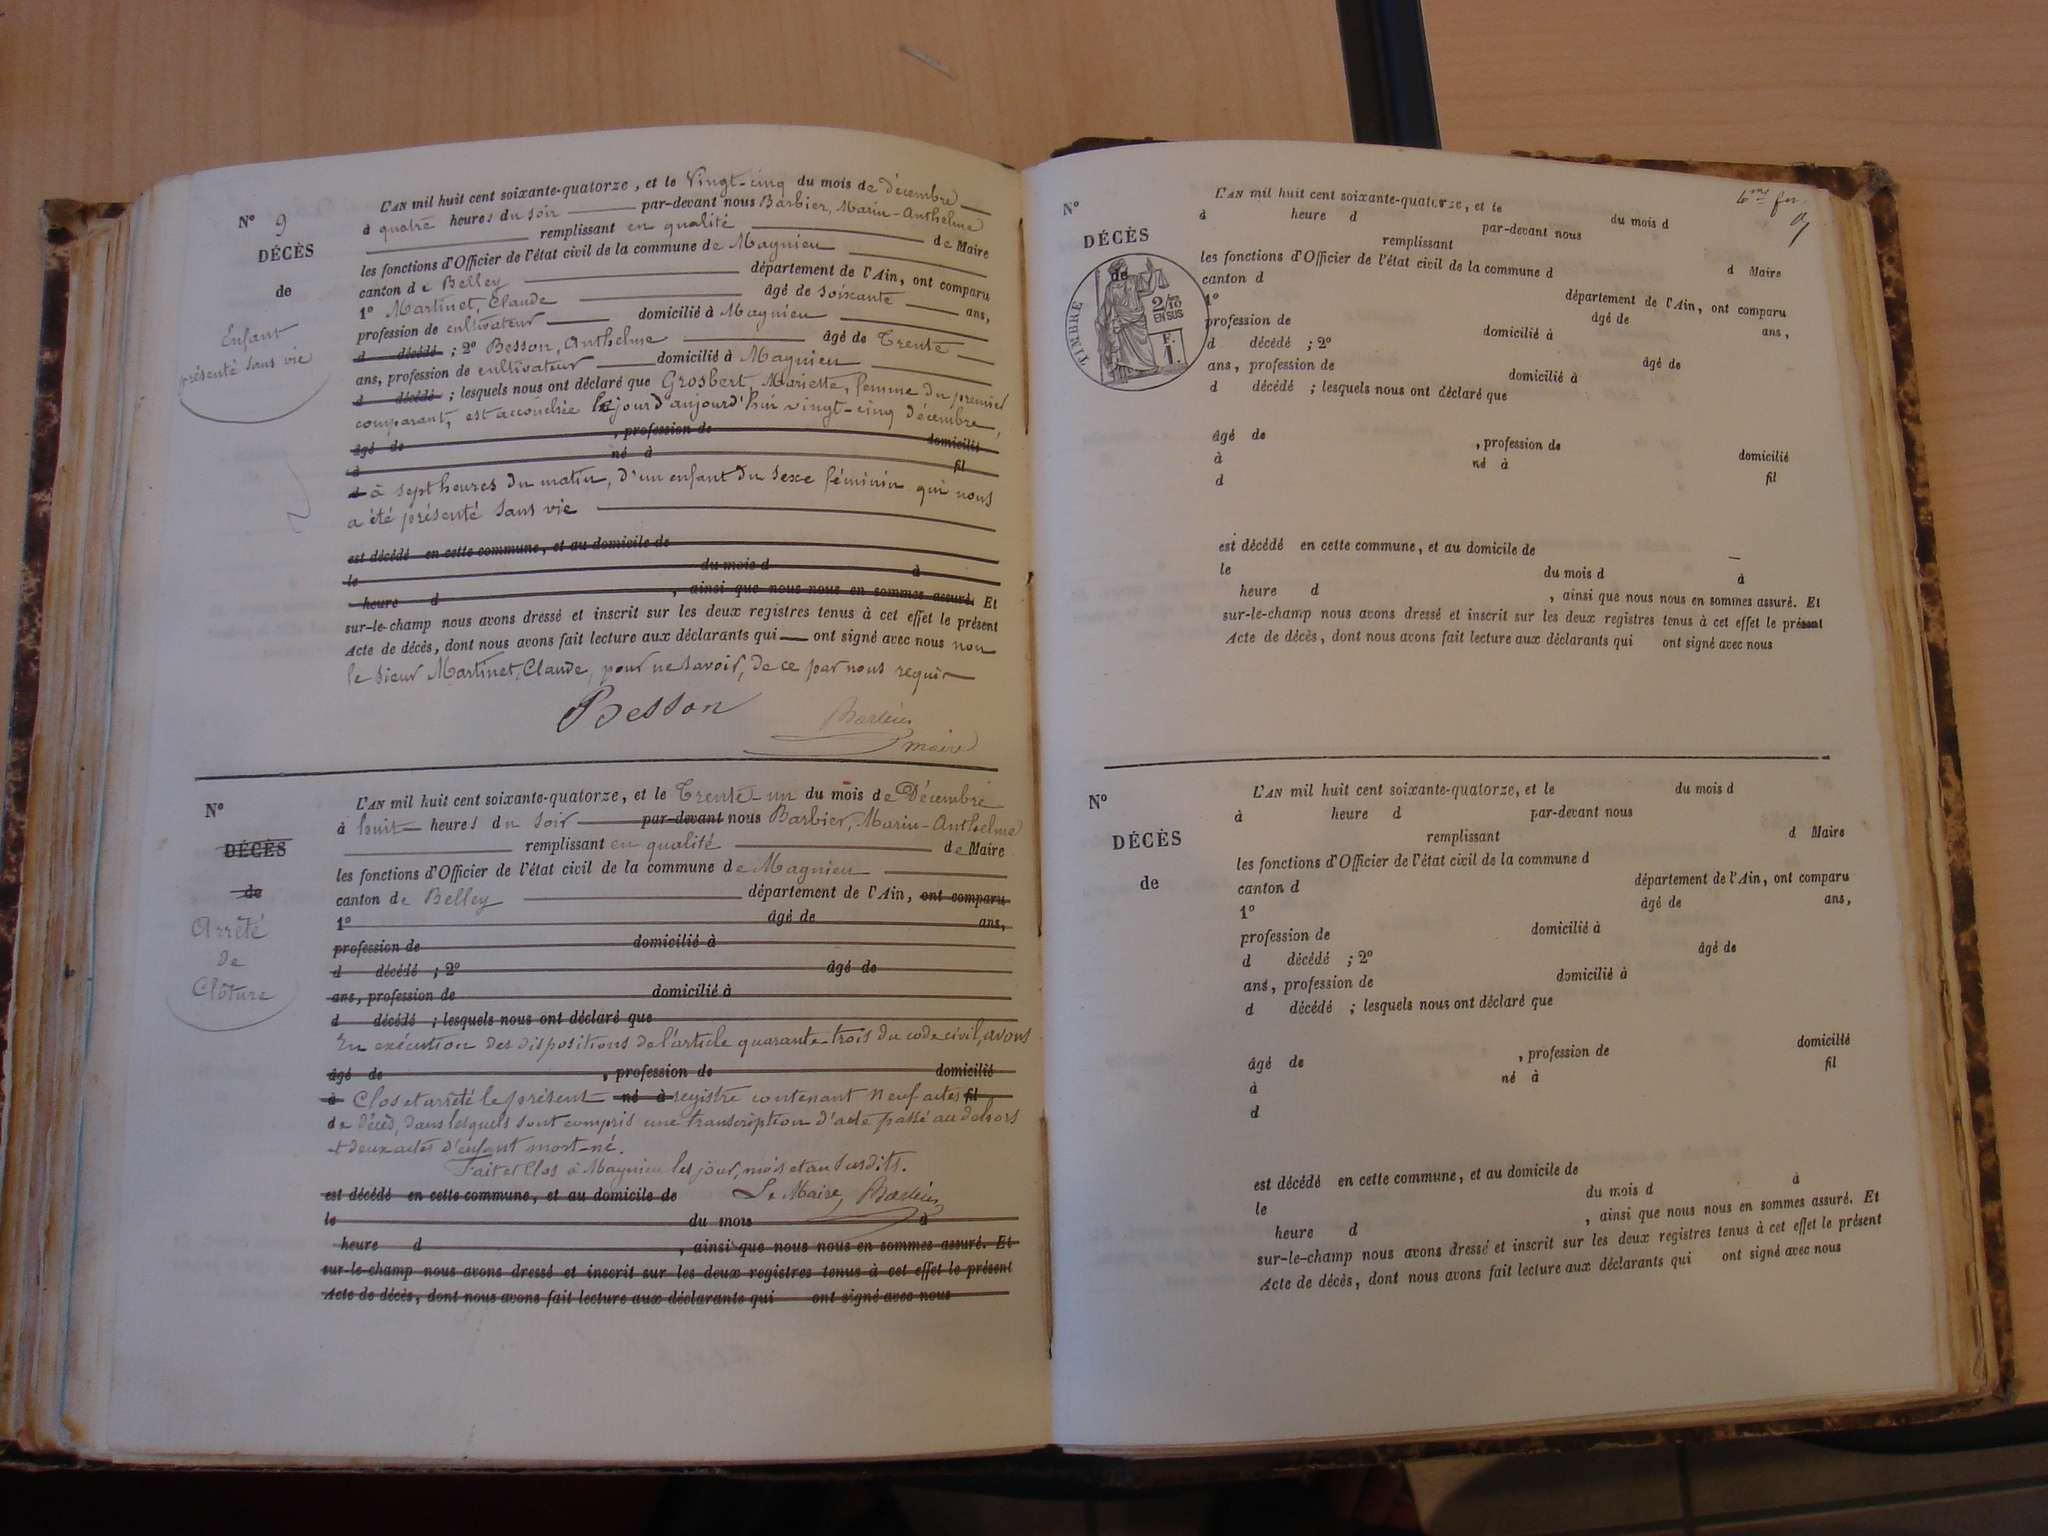 N° 9
DÉCÈS
de
Enfant
présenté sans vie
L'AN mil huit cent soixante-quatorze, et le Vingt-cinq du mois de décembre
à quatre heures du soir par-devant nous Barbier, Marin-Anthelme
remplissant en qualité de Maire
les fonctions d'Officier de l'état civil de la commune de Magnieu
canton de Belley département de l'Ain, ont comparu
1° Martinet, Claude âgé de soixante ans,
profession de cultivateur domicilié à Magnieu
d décédé ; 2° Besson, Anthelme âgé de Trente
ans, profession de cultivateur domicilié à Magnieu
d décédé ; lesquels nous ont déclaré que Grosbert, Mariette, femme du premier
comparant, est accouchée le jour d'aujourd'hui vingt-cinq décembre,
âgé de , profession de domicilié
à né à fil
d à sept heures du matin, d'un enfant du sexe féminin qui nous
a été présenté sans vie
est décédé en cette commune, et au domicile de
le du mois d à
heure d , ainsi que nous nous en sommes assuré. Et
sur-le-champ nous avons dressé et inscrit sur les deux registres tenus à cet effet le présent
Acte de décès, dont nous avons fait lecture aux déclarants qui ont signé avec nous non
le sieur Martinet, Claude, pour ne savoir, de ce par nous requis
Besson Barbier
maire
N°
DÉCÈS
de
Arrêté
de
Clôture
L'AN mil huit cent soixante-quatorze, et le Trente-un du mois de Décembre
à huit heures du soir par-devant nous Barbier, Marin-Anthelme
remplissant en qualité de Maire
les fonctions d'Officier de l'état civil de la commune de Magnieu
canton de Belley département de l'Ain, ont comparu
1° âgé de ans,
profession de domicilié à
d décédé ; 2° âgé de
ans, profession de domicilié à
d décédé ; lesquels nous ont déclaré que
En exécution des dispositions de l'article quarante-trois du code civil, avons
âgé de , profession de domicilié
à Clos et arrêté le présent né à registre contenant Neuf actes fil
de décès, dans lesquels sont compris une transcription d'acte passé au dehors
et deux actes d'enfant mort-né.
Fait et Clos à Magnieu les jour, mois et an susdits.
est décédé en cette commune, et au domicile de Le Maire, Barbier
le du mois à
heure d , ainsi que nous nous en sommes assuré. Et
sur-le-champ nous avons dressé et inscrit sur les deux registres tenus à cet effet le présent
Acte de décès, dont nous avons fait lecture aux déclarants qui ont signé avec nous
N°
DÉCÈS
de
TIMBRE
2/10
EN SUS
F.
1.
L'AN mil huit cent soixante-quatorze, et le du mois d
à heure d par-devant nous
remplissant d Maire
les fonctions d'Officier de l'état civil de la commune d
canton d département de l'Ain, ont comparu
1° âgé de ans,
profession de domicilié à
d décédé ; 2° âgé de
ans, profession de domicilié à
d décédé ; lesquels nous ont déclaré que
âgé de , profession de domicilié
à né à fil
d
est décédé en cette commune, et au domicile de
le du mois d à
heure d , ainsi que nous nous en sommes assuré. Et
sur-le-champ nous avons dressé et inscrit sur les deux registres tenus à cet effet le présent
Acte de décès, dont nous avons fait lecture aux déclarants qui ont signé avec nous
N°
DÉCÈS
de
L'AN mil huit cent soixante-quatorze, et le du mois d
à heure d par-devant nous
remplissant d Maire
les fonctions d'Officier de l'état civil de la commune d
canton d département de l'Ain, ont comparu
1° âgé de ans,
profession de domicilié à
d décédé ; 2° âgé de
ans, profession de domicilié à
d décédé ; lesquels nous ont déclaré que
âgé de , profession de domicilié
à né à fil
d
est décédé en cette commune, et au domicile de
le du mois d à
heure d , ainsi que nous nous en sommes assuré. Et
sur-le-champ nous avons dressé et inscrit sur les deux registres tenus à cet effet le présent
Acte de décès, dont nous avons fait lecture aux déclarants qui ont signé avec nous